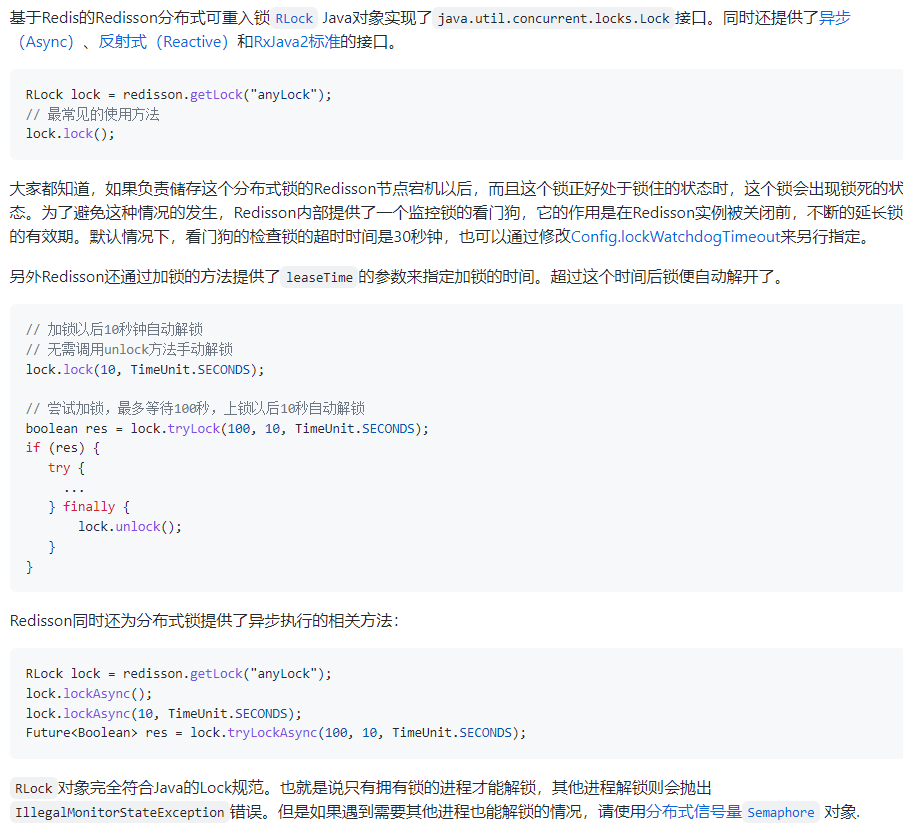 基于Redis的Redisson分布式可重入锁 RLock Java对象实现了 java.util.concurrent.locks.Lock 接口。同时还提供了异步
（Async）、反射式（Reactive）和RxJava2标准的接口。
RLock lock = redisson.getLock("anyLock");
// 最常见的使用方法
lock.lock();
大家都知道，如果负责储存这个分布式锁的Redisson节点宕机以后，而且这个锁正好处于锁住的状态时，这个锁会出现锁死的状
态。为了避免这种情况的发生，Redisson内部提供了一个监控锁的看门狗，它的作用是在Redisson实例被关闭前，不断的延长锁
的有效期。默认情况下，看门狗的检查锁的超时时间是30秒钟，也可以通过修改Config.lockWatchdogTimeout来另行指定。
另外Redisson还通过加锁的方法提供了 leaseTime 的参数来指定加锁的时间。超过这个时间后锁便自动解开了。
// 加锁以后10秒钟自动解锁
// 无需调用unlock方法手动解锁
lock.lock(10, TimeUnit.SECONDS);
// 尝试加锁，最多等待100秒，上锁以后10秒自动解锁
boolean res = lock.tryLock(100, 10, TimeUnit.SECONDS);
if (res) {
   try {
     ...
   } finally {
       lock.unlock();
   }
}
Redisson同时还为分布式锁提供了异步执行的相关方法：
RLock lock = redisson.getLock("anyLock");
lock.lockAsync();
lock.lockAsync(10, TimeUnit.SECONDS);
Future<Boolean> res = lock.tryLockAsync(100, 10, TimeUnit.SECONDS);
RLock 对象完全符合Java的Lock规范。也就是说只有拥有锁的进程才能解锁，其他进程解锁则会抛出
IllegalMonitorStateException 错误。但是如果遇到需要其他进程也能解锁的情况，请使用分布式信号量 Semaphore 对象.